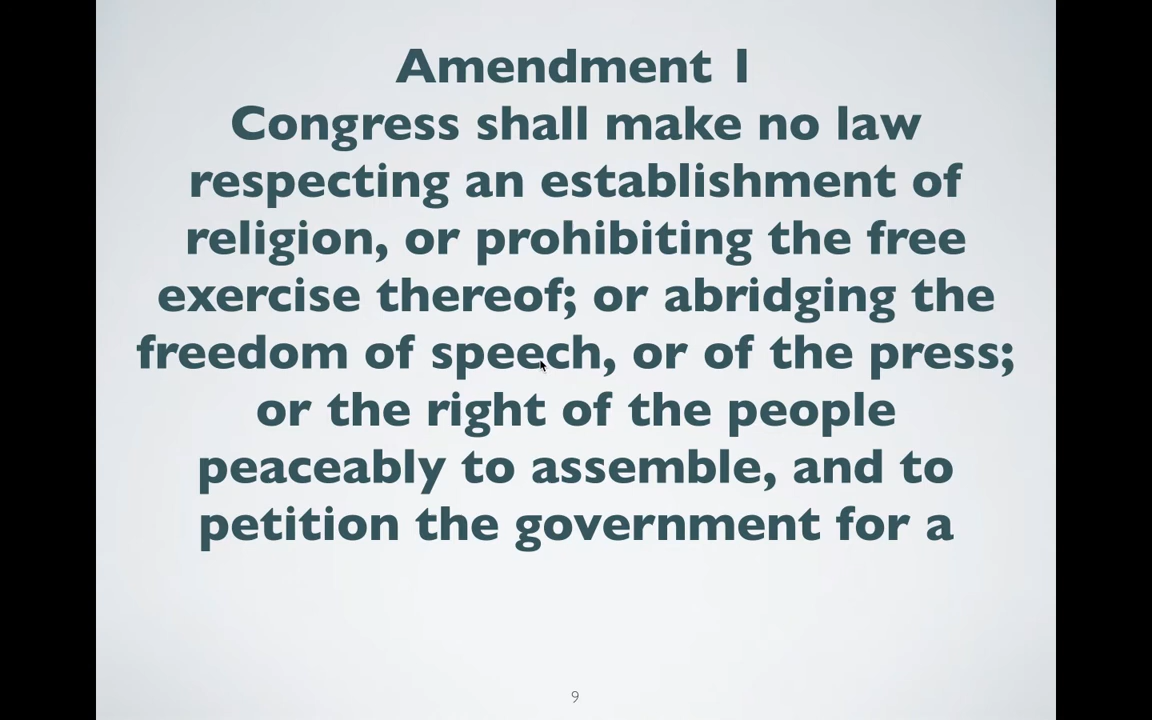 Amendment 1
Congress shall make no law
respecting an establishment of
religion, or prohibiting the free
exercise thereof; or abridging the
freedom of speech, or of the press;
or the right of the people
peaceably to assemble, and to
petition the government for a
9